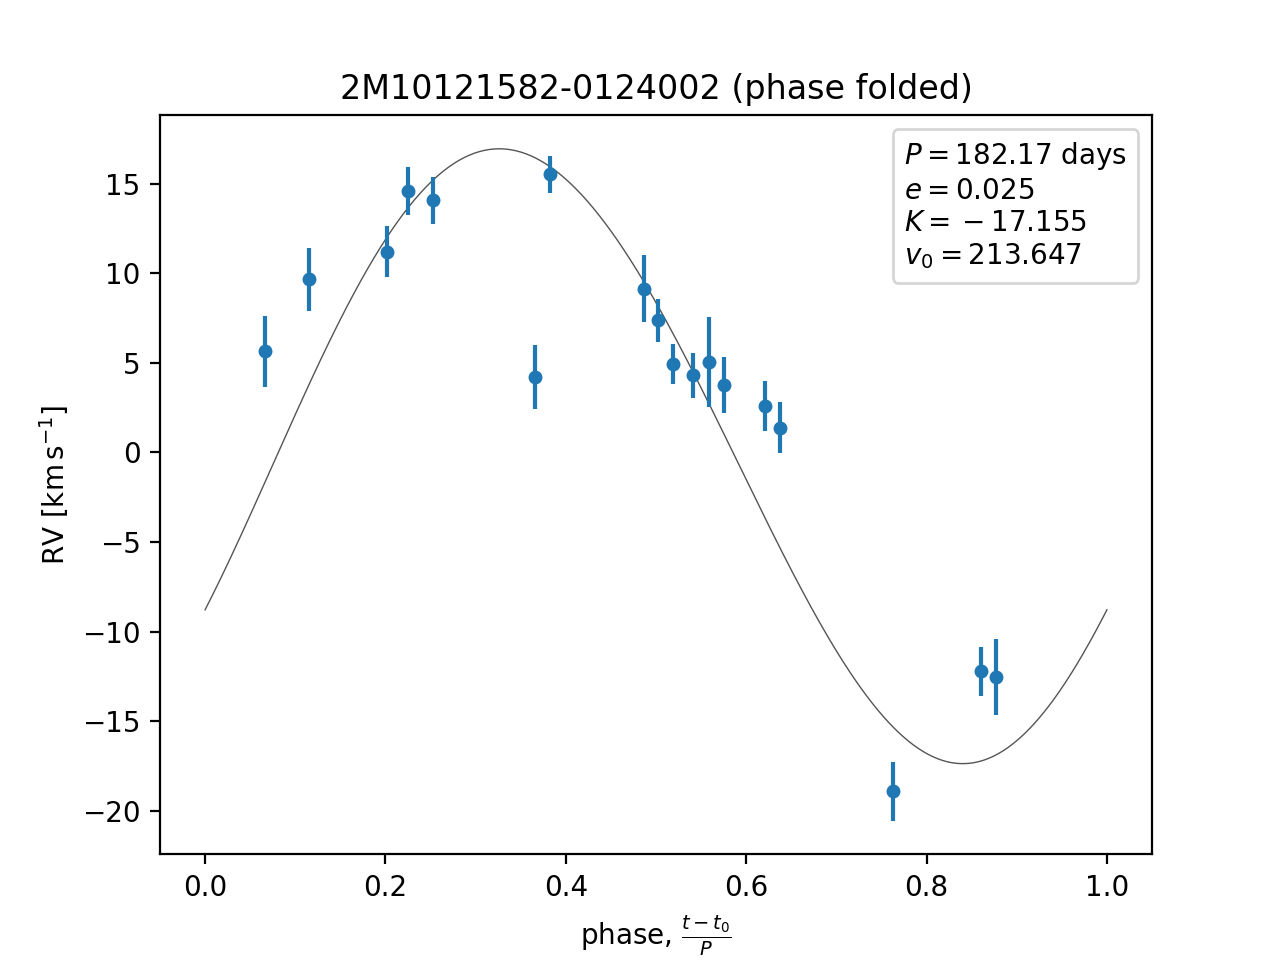 2M10121582-0124002 (phase folded)
P = 182.17 days
e = 0.025
K = −17.155
v₀ = 213.647
15
10
5
0
−5
−10
−15
−20
RV [km s⁻¹]
0.0 0.2 0.4 0.6 0.8 1.0
phase, (t − t₀)/P